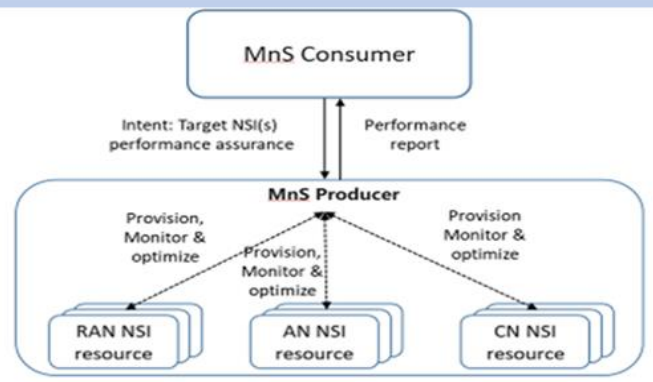 MnS Consumer
Intent: Target NSI(s)
performance assurance
Performance
report
MnS Producer
Provision,
Monitor &
optimize
Provision,
Monitor &
optimize
Provision
Monitor &
optimize
RAN NSI
resource
AN NSI
resource
CN NSI
resource